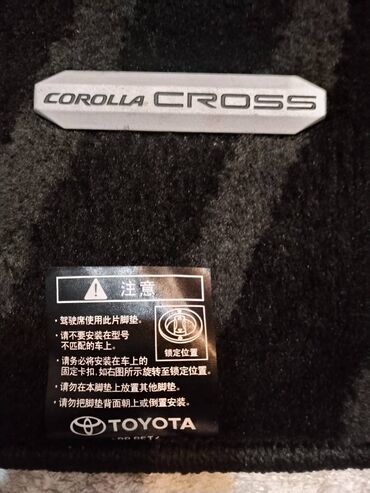 COROLLA CROSS
注意
·驾驶席使用此片脚垫。
·请不要安装在型号
不匹配的车上。
·请务必将安装在车上的
固定卡扣,如右图所示旋转至锁定位置。
锁定位置
·请勿在本脚垫上放置其他脚垫。
·请勿把脚垫背面朝上或倒置安装。
TOYOTA